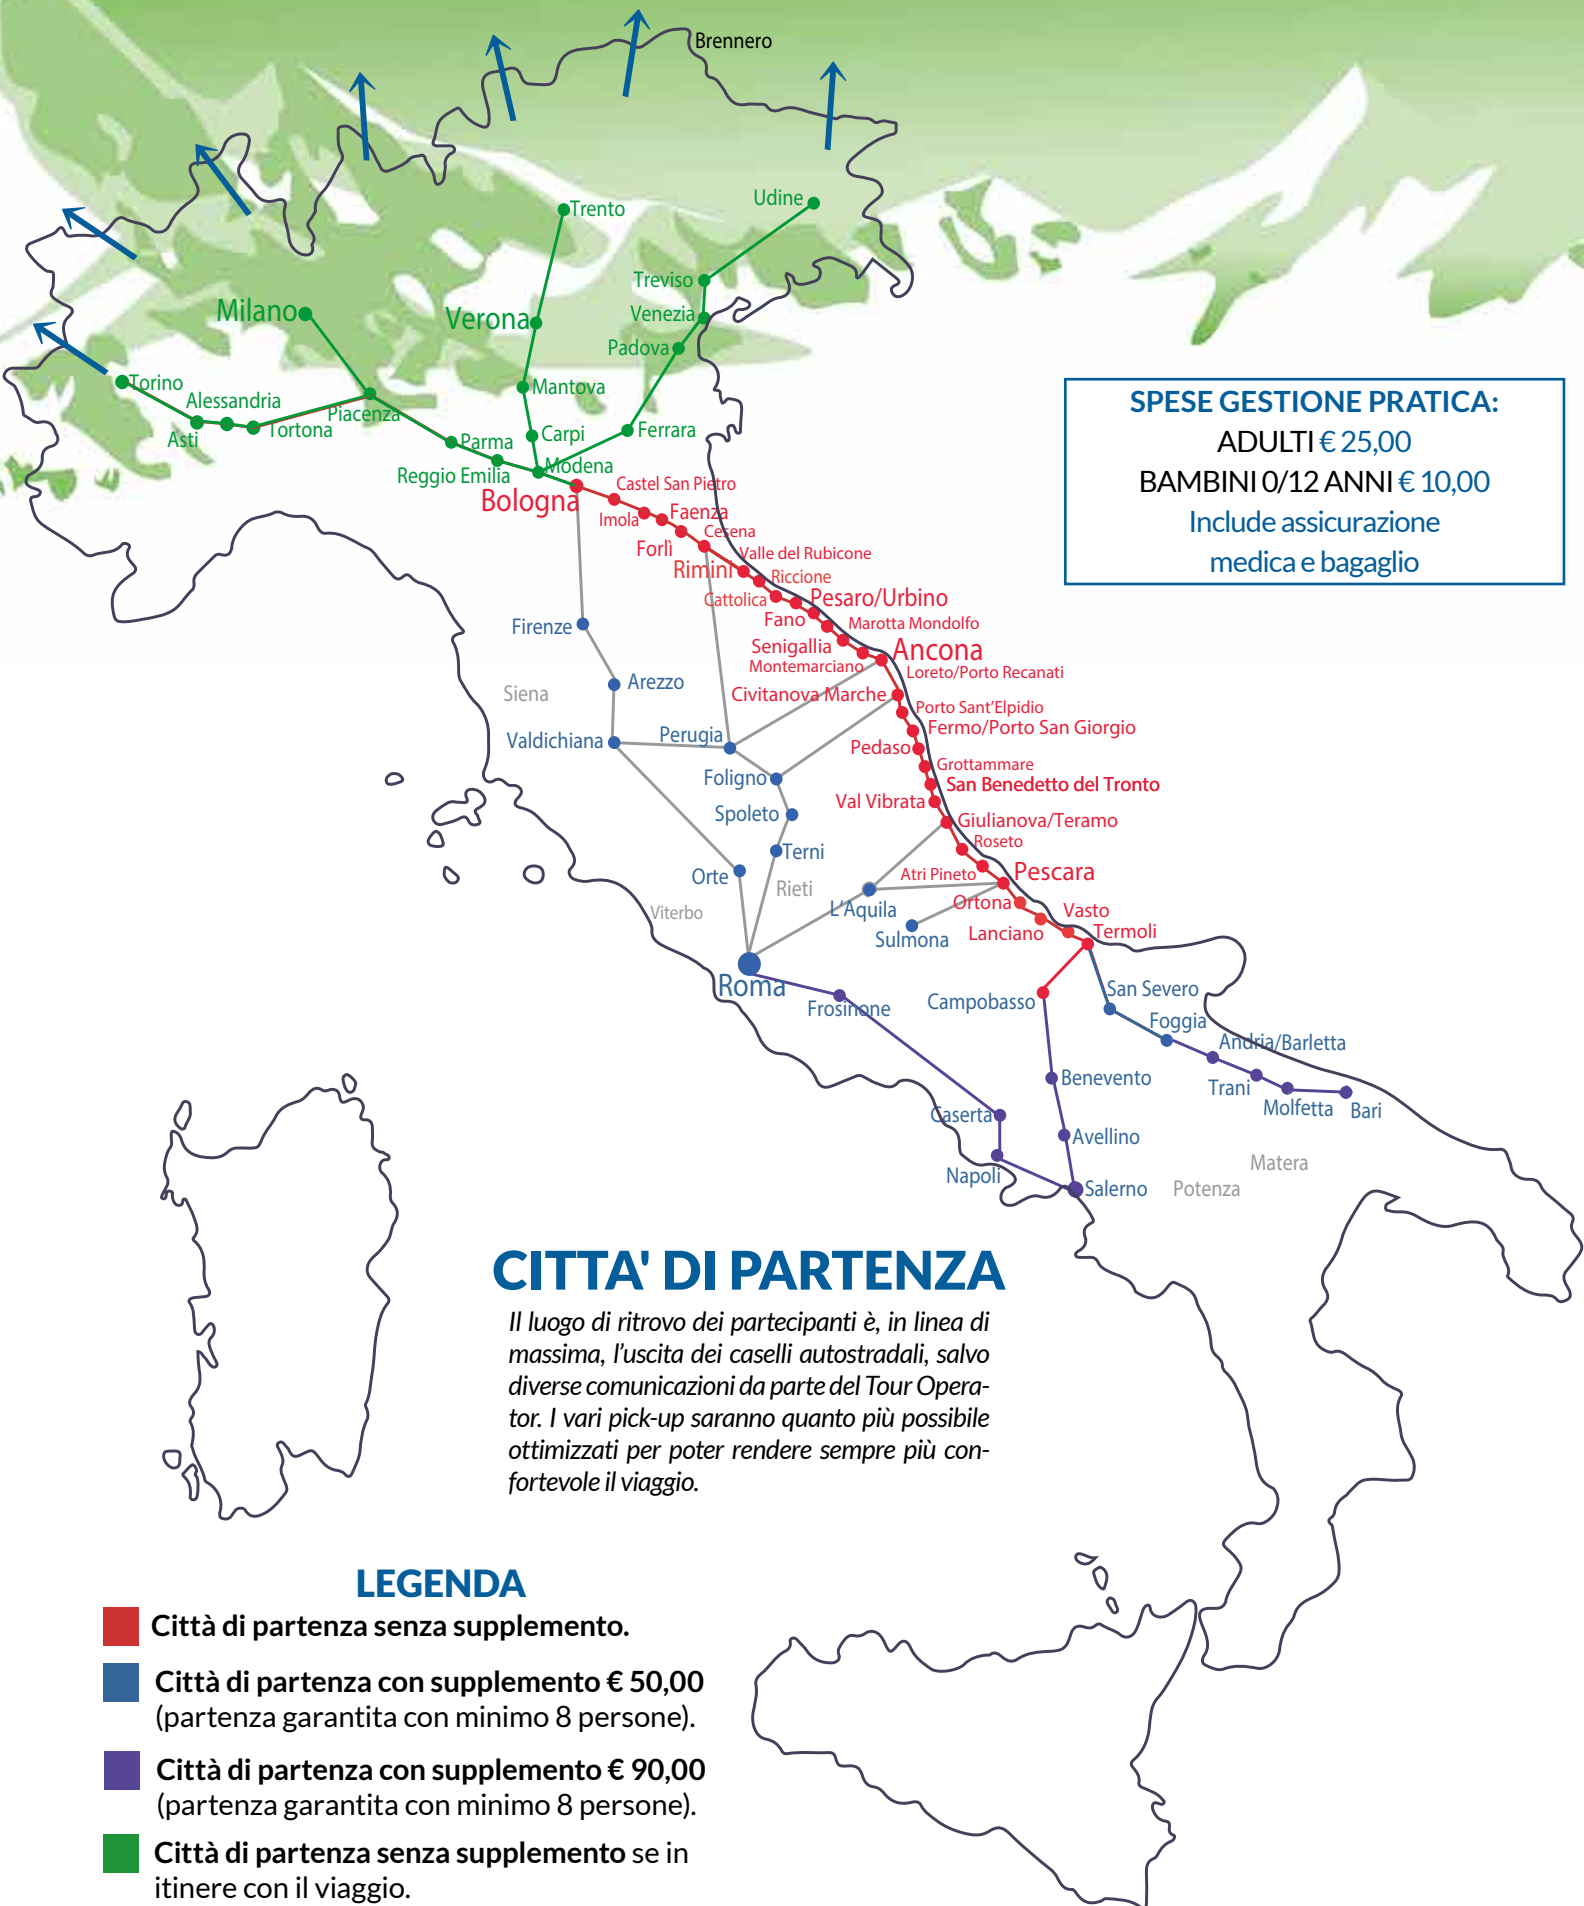 Brennero
Trento
Udine
Treviso
Milano
Verona
Venezia
Padova
Torino
Mantova
Alessandria
Piacenza
Asti
Tortona
Parma
Carpi
Ferrara
Reggio Emilia
Modena
SPESE GESTIONE PRATICA:
ADULTI € 25,00
BAMBINI 0/12 ANNI € 10,00
Include assicurazione
medica e bagaglio
Bologna
Castel San Pietro
Imola
Faenza
Cesena
Forlì
Valle del Rubicone
Rimini
Riccione
Cattolica
Pesaro/Urbino
Fano
Marotta Mondolfo
Firenze
Senigallia
Ancona
Montemarciano
Loreto/Porto Recanati
Siena
Arezzo
Civitanova Marche
Porto Sant'Elpidio
Fermo/Porto San Giorgio
Valdichiana
Perugia
Pedaso
Grottammare
Foligno
San Benedetto del Tronto
Val Vibrata
Spoleto
Giulianova/Teramo
Roseto
Terni
Orte
Rieti
Atri Pineto
Pescara
Viterbo
L'Aquila
Ortona
Vasto
Sulmona
Lanciano
Termoli
Roma
Frosinone
Campobasso
San Severo
Foggia
Andria/Barletta
Benevento
Trani
Molfetta
Bari
Caserta
Avellino
Matera
Napoli
Salerno
Potenza
CITTA' DI PARTENZA
Il luogo di ritrovo dei partecipanti è, in linea di
massima, l'uscita dei caselli autostradali, salvo
diverse comunicazioni da parte del Tour Opera-
tor. I vari pick-up saranno quanto più possibile
ottimizzati per poter rendere sempre più con-
fortevole il viaggio.
LEGENDA
Città di partenza senza supplemento.
Città di partenza con supplemento € 50,00
(partenza garantita con minimo 8 persone).
Città di partenza con supplemento € 90,00
(partenza garantita con minimo 8 persone).
Città di partenza senza supplemento se in
itinere con il viaggio.